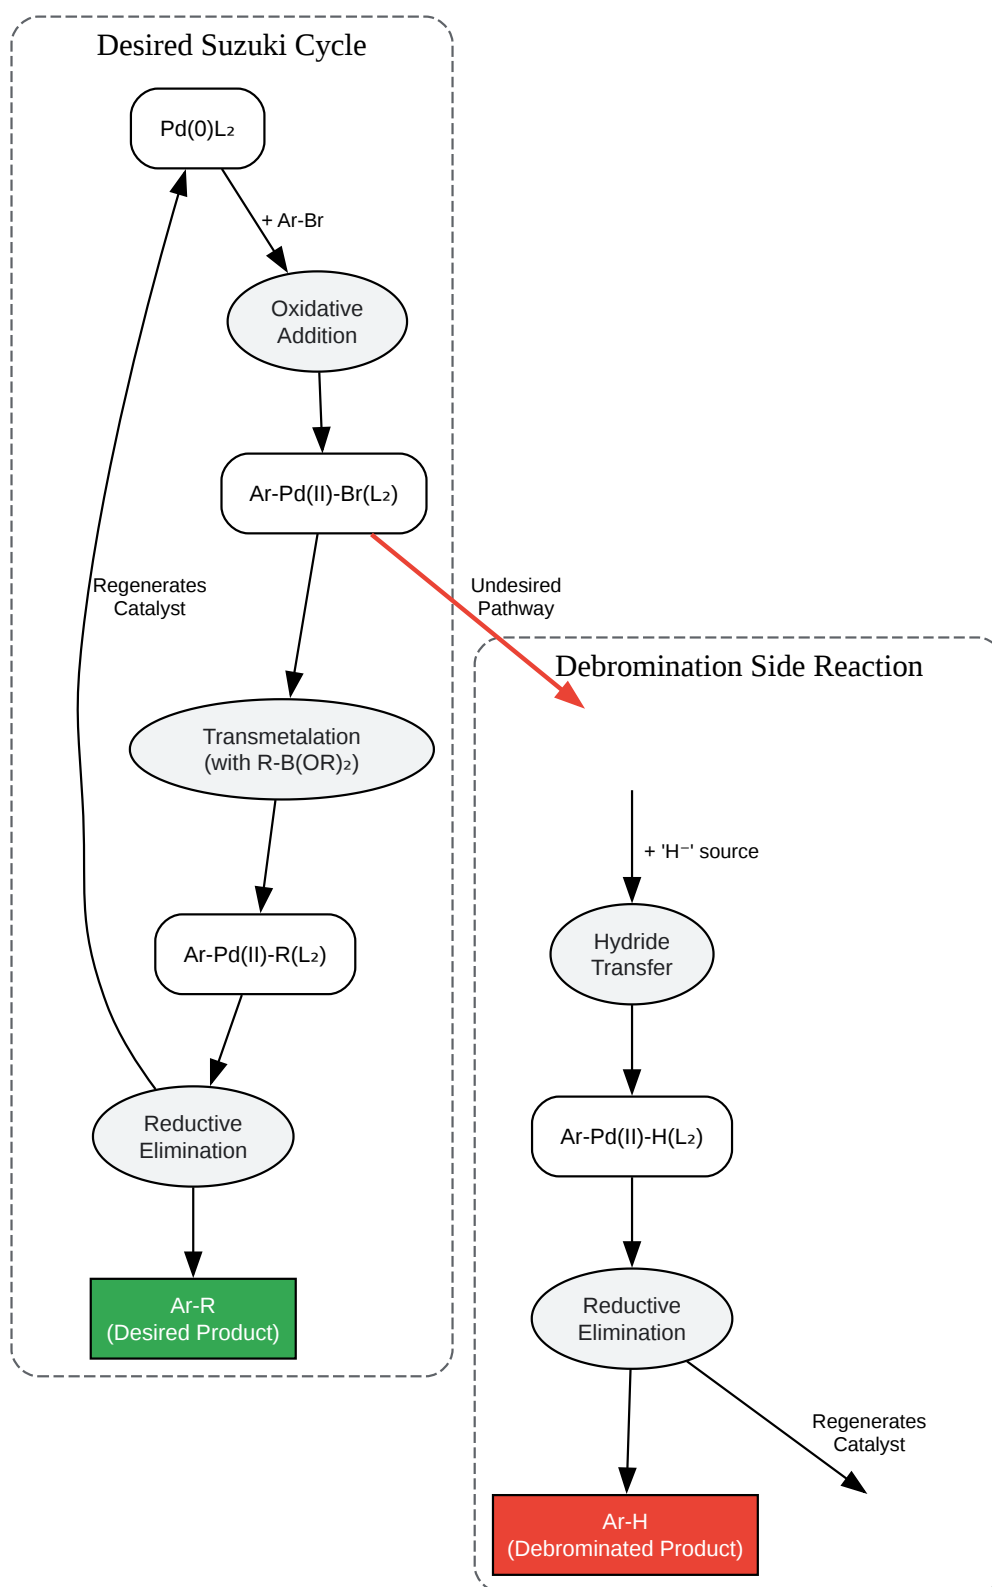 Desired Suzuki Cycle
Pd(0)L₂
+ Ar-Br
Oxidative
Addition
Ar-Pd(II)-Br(L₂)
Regenerates
Catalyst
Undesired
Pathway
Transmetalation
(with R-B(OR)₂)
Ar-Pd(II)-R(L₂)
Reductive
Elimination
Ar-R
(Desired Product)
Debromination Side Reaction
+ 'H⁻' source
Hydride
Transfer
Ar-Pd(II)-H(L₂)
Reductive
Elimination
Regenerates
Catalyst
Ar-H
(Debrominated Product)